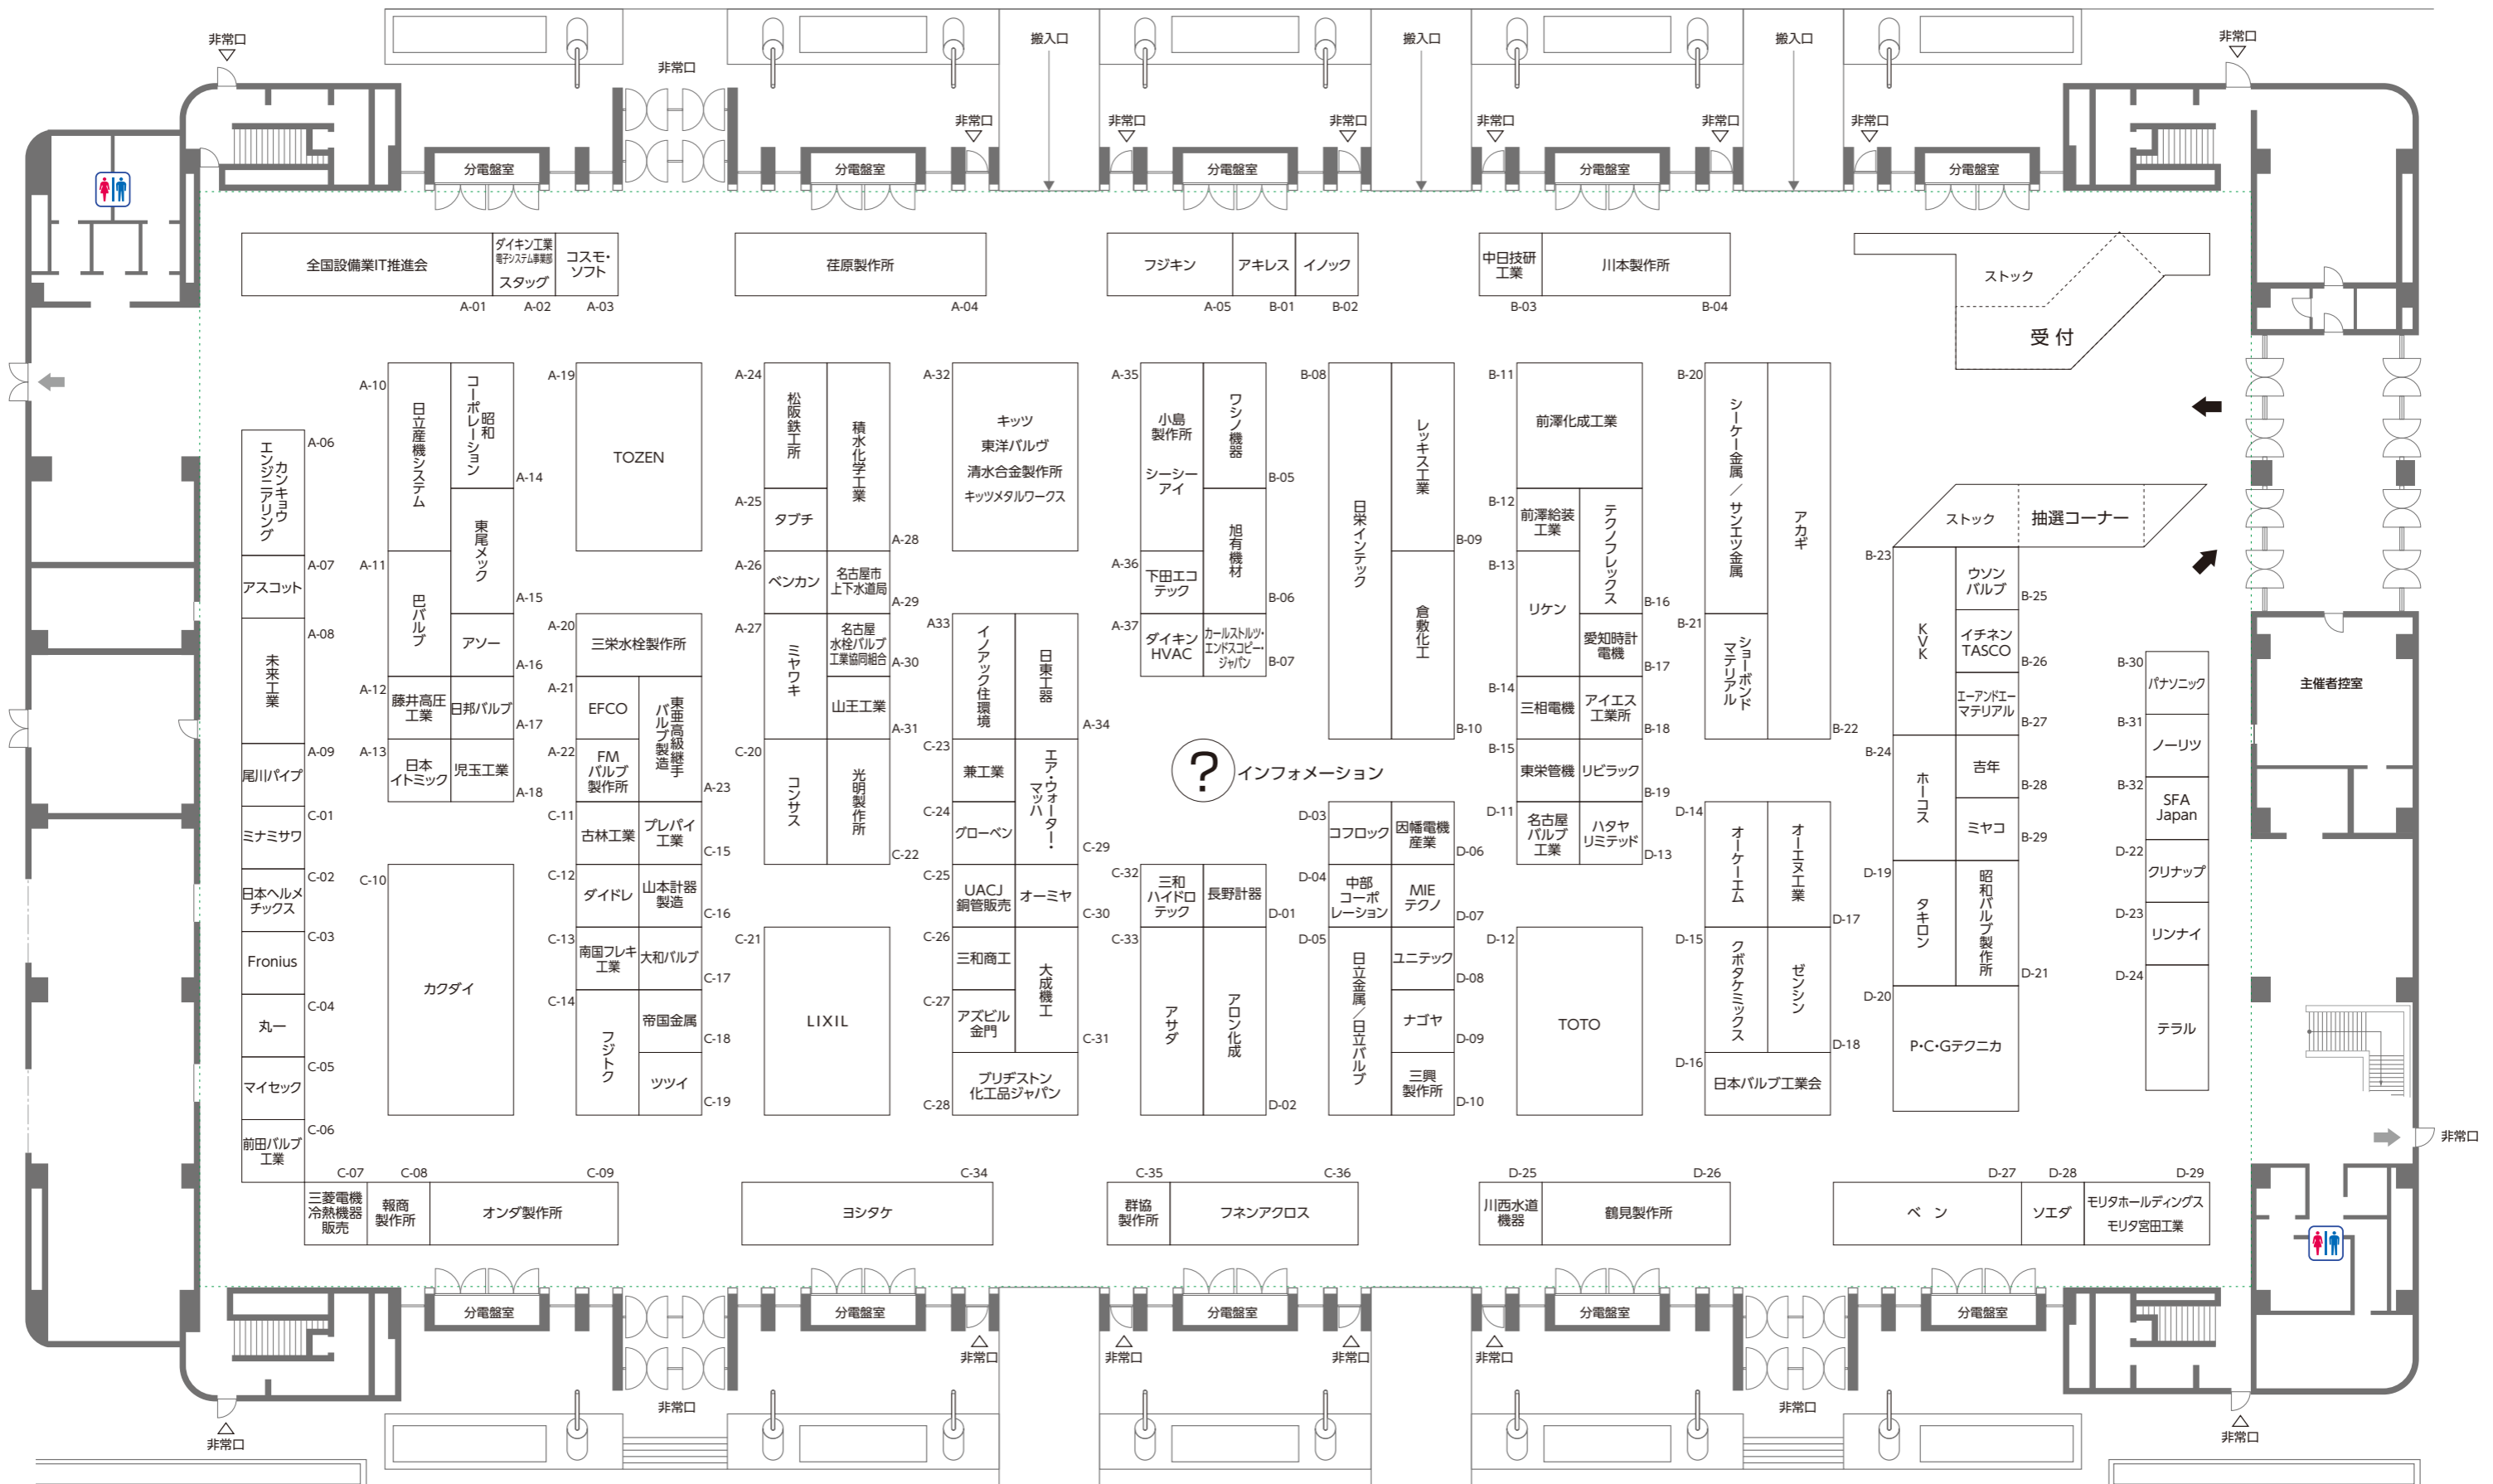 非常口
非常口
搬入口
非常口
非常口
搬入口
非常口
非常口
搬入口
非常口
非常口
非常口
分電盤室
分電盤室
分電盤室
分電盤室
分電盤室
全国設備業IT推進会
A-01
ダイキン工業
電子システム事業部
スタッグ
A-02
コスモ・
ソフト
A-03
荏原製作所
A-04
フジキン
A-05
アキレス
B-01
イノック
B-02
中日技研
工業
B-03
川本製作所
B-04
ストック
受付
カンキョウ
エンジニアリング
A-06
アスコット
A-07
未来工業
A-08
尾川パイプ
A-09
ミナミサワ
C-01
日本ヘルメ
チックス
C-02
Fronius
C-03
丸一
C-04
マイセック
C-05
前田バルブ
工業
C-06
A-10
日立産機システム
昭和
コーポレーション
A-14
東尾メック
A-15
A-11
巴バルブ
アソー
A-16
A-12
藤井高圧
工業
日邦バルブ
A-17
A-13
日本
イトミック
児玉工業
A-18
C-10
カクダイ
A-19
TOZEN
A-20
三栄水栓製作所
A-21
EFCO
東亜高級継手
バルブ製造
A-23
A-22
FM
バルブ
製作所
C-11
古林工業
プレパイ
工業
C-15
C-12
ダイドレ
山本計器
製造
C-16
C-13
南国フレキ
工業
大和バルブ
C-17
C-14
フジトク
帝国金属
C-18
ツツイ
C-19
A-24
松阪鉄工所
積水化学工業
A-28
A-25
タブチ
A-26
ベンカン
名古屋市
上下水道局
A-29
A-27
ミヤワキ
名古屋
水栓バルブ
工業協同組合
A-30
山王工業
A-31
C-20
コンサス
光明製作所
C-22
C-21
LIXIL
A-32
キッツ
東洋バルヴ
清水合金製作所
キッツメタルワークス
A33
イノアック住環境
日東工器
A-34
C-23
兼工業
エア・ウォーター・
マッハ
C-29
C-24
グローベン
C-25
UACJ
銅管販売
オーミヤ
C-30
C-26
三和商工
大成機工
C-31
C-27
アズビル
金門
C-28
ブリヂストン
化工品ジャパン
A-35
小島
製作所
シーシー
アイ
ワシノ機器
B-05
旭有機材
B-06
A-36
下田エコ
テック
A-37
ダイキン
HVAC
カールストルツ・
エンドスコピー・
ジャパン
B-07
?
インフォメーション
C-32
三和
ハイドロ
テック
長野計器
D-01
C-33
アサダ
アロン化成
D-02
B-08
日栄インテック
レッキス工業
B-09
倉敷化工
B-10
D-03
コフロック
因幡電機
産業
D-06
D-04
中部
コーポ
レーション
MIE
テクノ
D-07
D-05
日立金属/日立バルブ
ユニテック
D-08
ナゴヤ
D-09
三興
製作所
D-10
B-11
前澤化成工業
B-12
前澤給装
工業
テクノフレックス
B-16
B-13
リケン
愛知時計
電機
B-17
B-14
三相電機
アイエス
工業所
B-18
B-15
東栄管機
リビラック
B-19
D-11
名古屋
バルブ
工業
ハタヤ
リミテッド
D-13
D-12
TOTO
B-20
シーケー金属/サンエツ金属
アカギ
B-22
B-21
ショーボンド
マテリアル
D-14
オーケーエム
オーエヌ工業
D-17
D-15
クボタケミックス
ゼンシン
D-18
D-16
日本バルブ工業会
ストック
抽選コーナー
B-23
KVK
ウソン
バルブ
B-25
イチネン
TASCO
B-26
エーアンドエー
マテリアル
B-27
B-24
ホーコス
吉年
B-28
ミヤコ
B-29
D-19
タキロン
昭和バルブ製作所
D-21
D-20
P・C・Gテクニカ
B-30
パナソニック
B-31
ノーリツ
B-32
SFA
Japan
D-22
クリナップ
D-23
リンナイ
D-24
テラル
主催者控室
非常口
C-07
三菱電機
冷熱機器
販売
C-08
報商
製作所
C-09
オンダ製作所
C-34
ヨシタケ
C-35
群協
製作所
C-36
フネンアクロス
D-25
川西水道
機器
D-26
鶴見製作所
D-27
ベン
D-28
ソエダ
D-29
モリタホールディングス
モリタ宮田工業
分電盤室
分電盤室
分電盤室
分電盤室
分電盤室
非常口
非常口
非常口
非常口
非常口
非常口
非常口
非常口